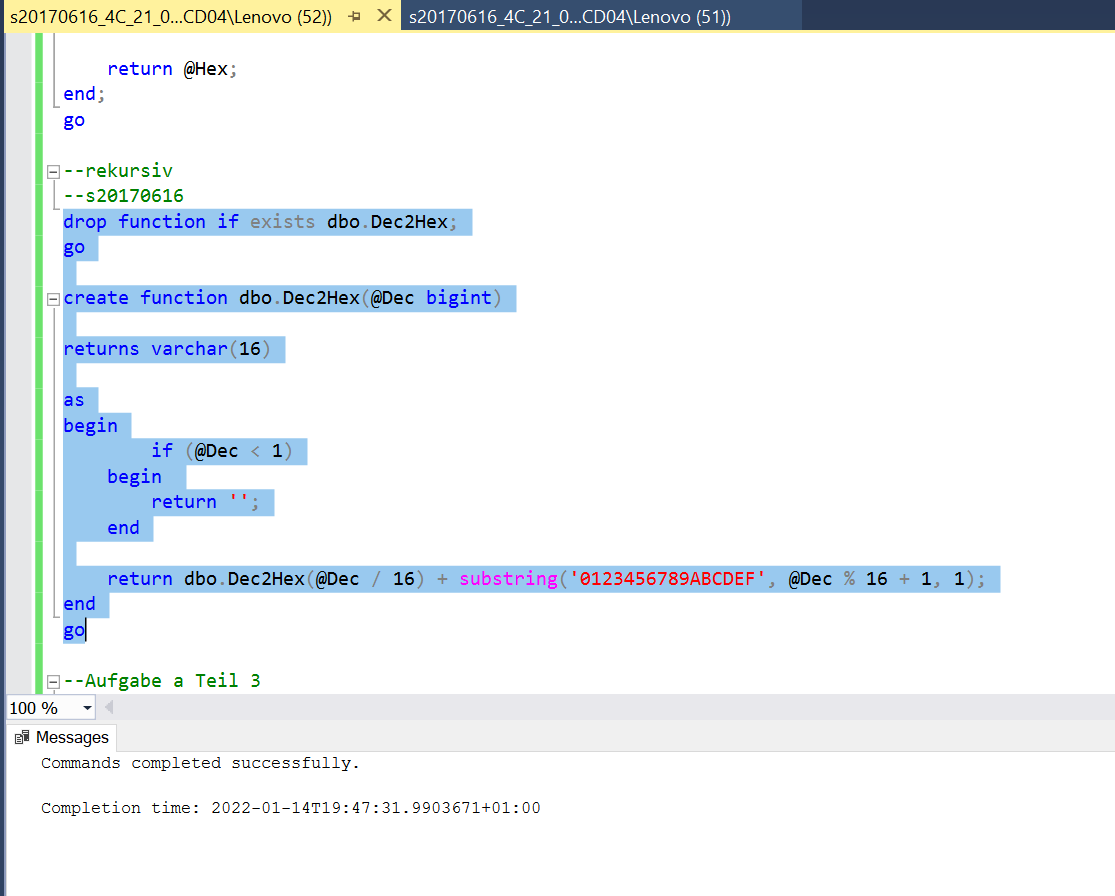 s20170616_4C_21_0...CD04\Lenovo (52))
s20170616_4C_21_0...CD04\Lenovo (51))
return @Hex;
end;
go
--rekursiv
--s20170616
drop function if exists dbo.Dec2Hex;
go
create function dbo.Dec2Hex(@Dec bigint)
returns varchar(16)
as
begin
if (@Dec < 1)
begin
return '';
end
return dbo.Dec2Hex(@Dec / 16) + substring('0123456789ABCDEF', @Dec % 16 + 1, 1);
end
go
--Aufgabe a Teil 3
100 %
Messages
Commands completed successfully.
Completion time: 2022-01-14T19:47:31.9903671+01:00